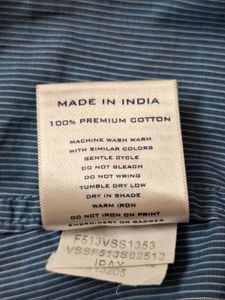 MADE IN INDIA
100% PREMIUM COTTON
MACHINE WASH WARM
WITH SIMILAR COLORS
GENTLE CYCLE
DO NOT BLEACH
DO NOT WRING
TUMBLE DRY LOW
DRY IN SHADE
WARM IRON
DO NOT IRON ON PRINT
F513VSS1353
VSSF513S02513
73205